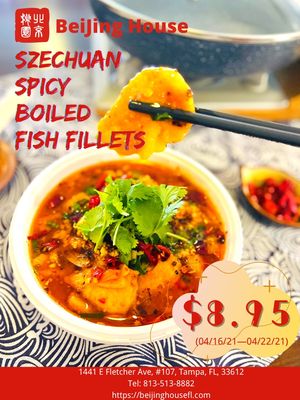 BeiJing House
SZECHUAN
SPICY
BOILED
FISH FILLETS
$8.95
(04/16/21—04/22/21)
1441 E Fletcher Ave, #107, Tampa, FL, 33612
Tel: 813-513-8882
https://beijinghousefl.com